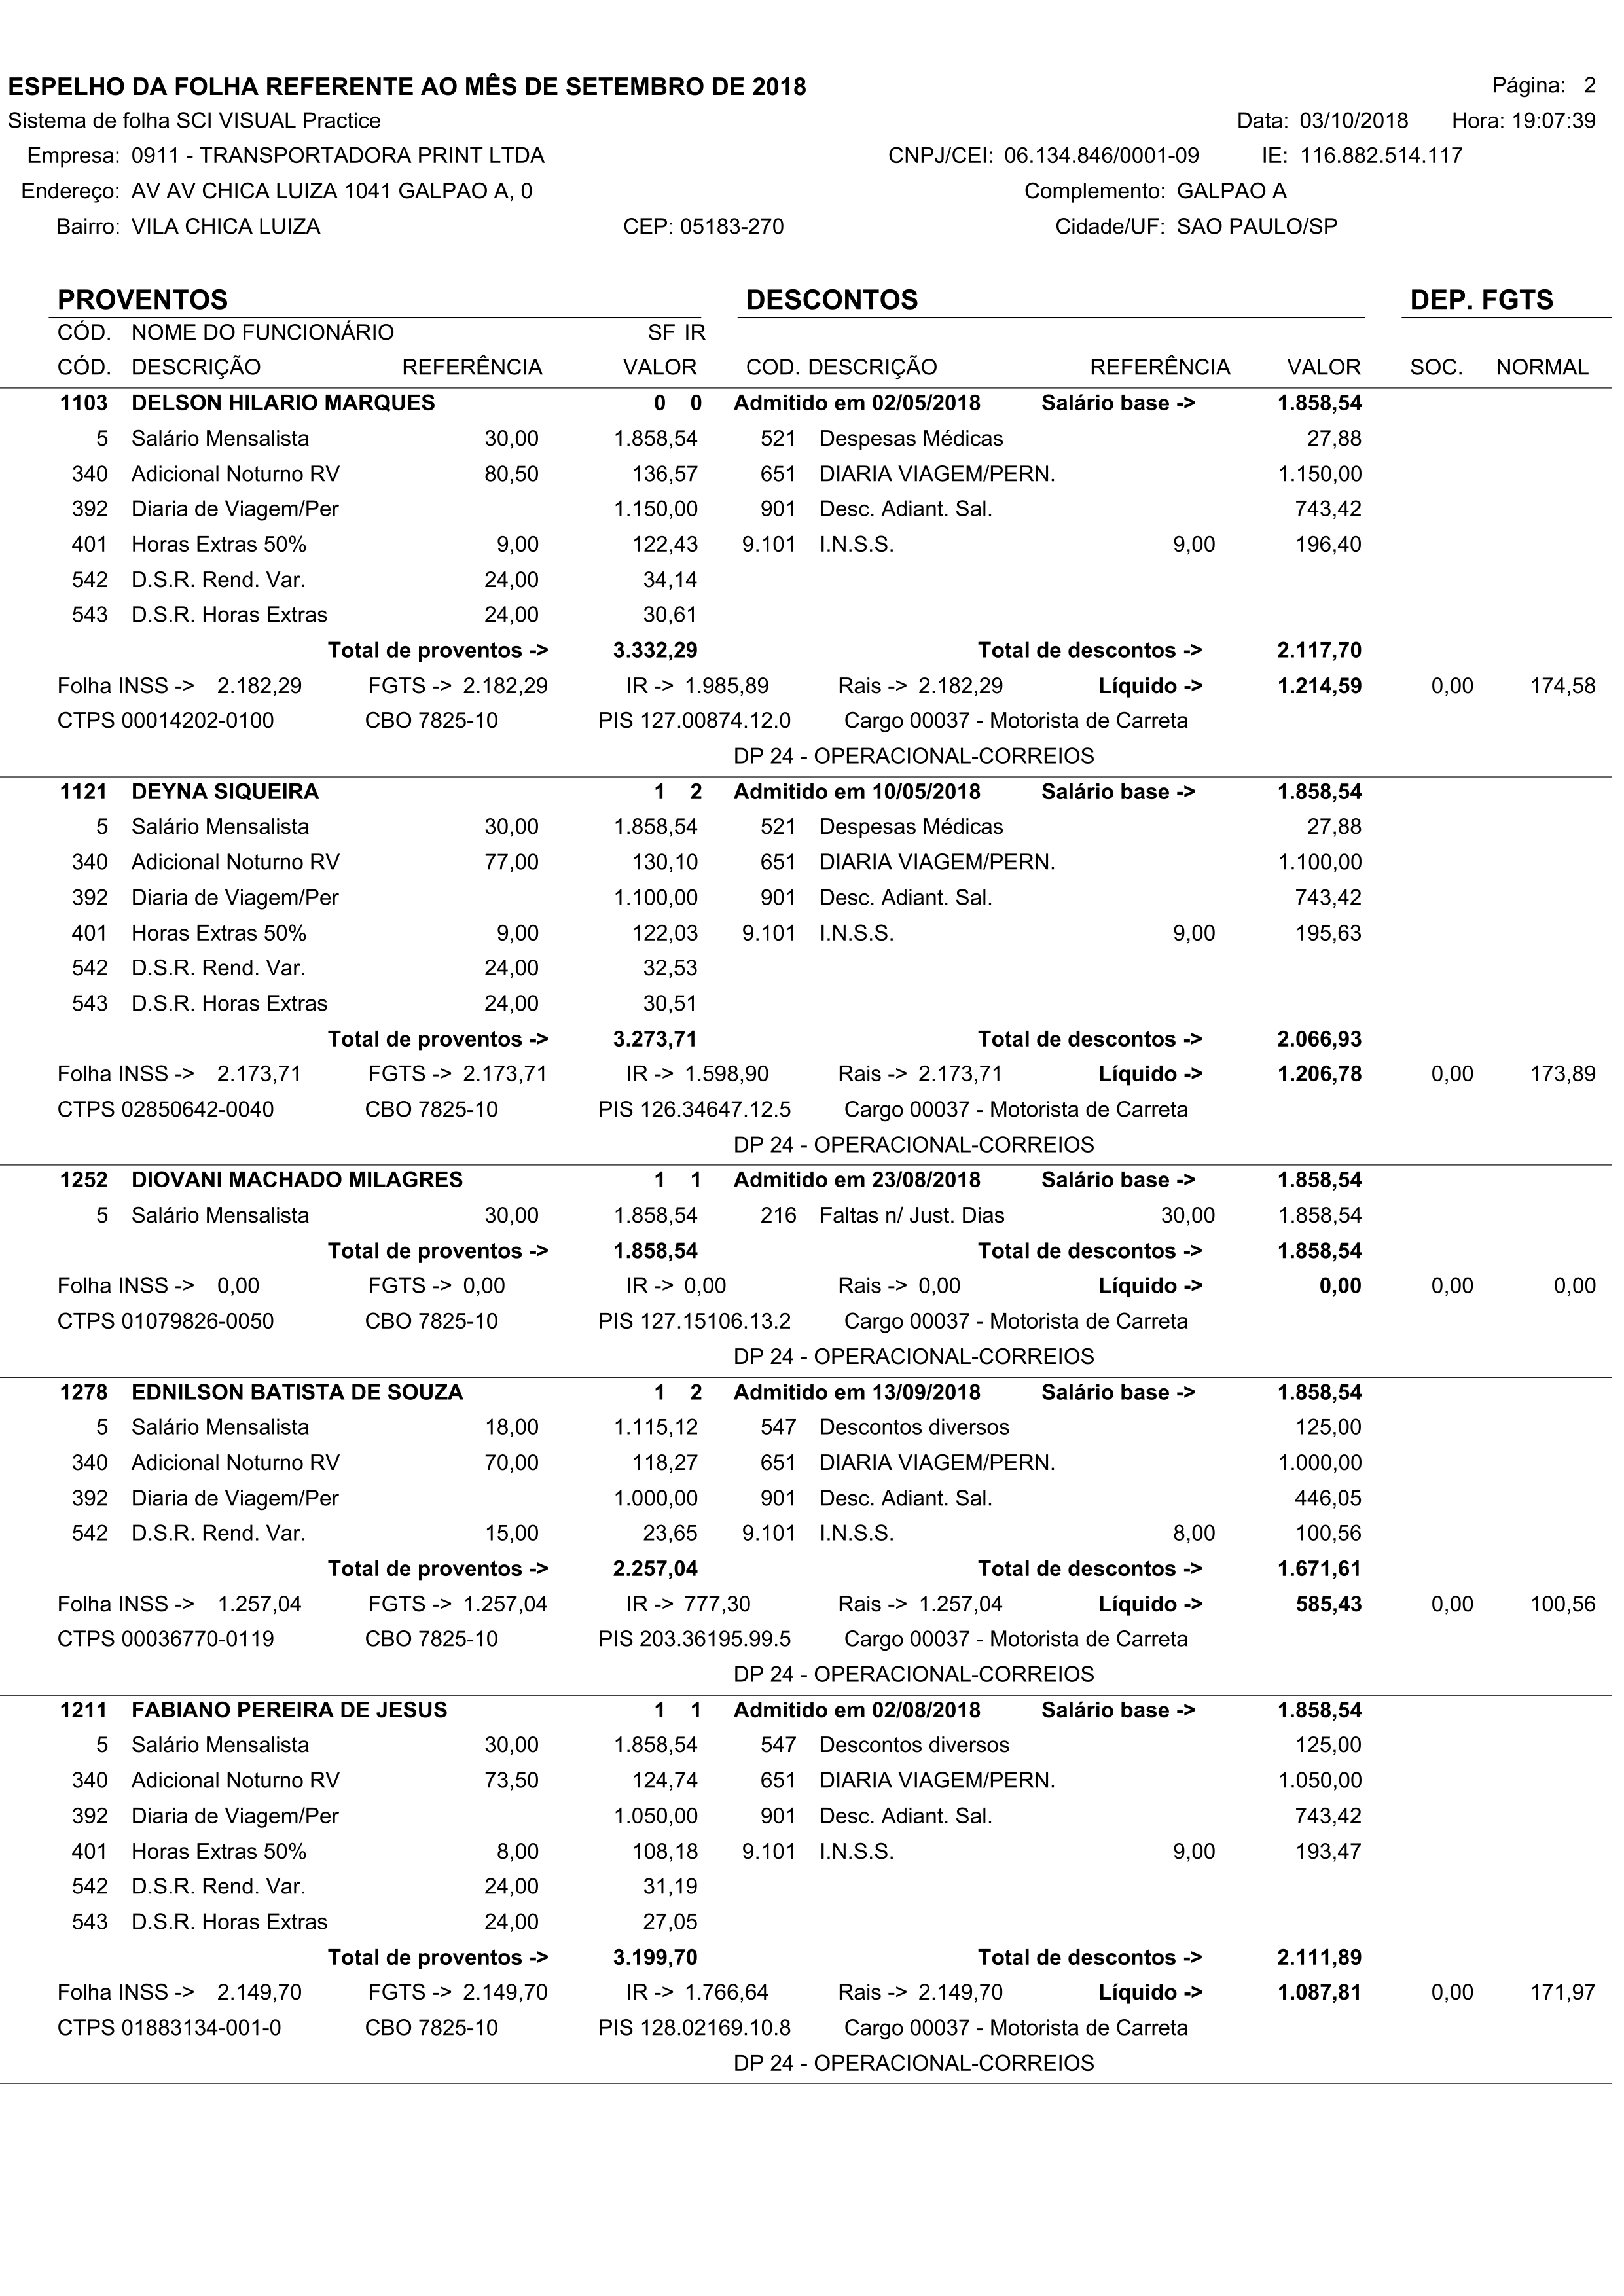 ESPELHO DA FOLHA REFERENTE AO MÊS DE SETEMBRO DE 2018 Página: 2
Sistema de folha SCI VISUAL Practice Data: 03/10/2018 Hora: 19:07:39
Empresa: 0911 - TRANSPORTADORA PRINT LTDA CNPJ/CEI: 06.134.846/0001-09 IE: 116.882.514.117
Endereço: AV AV CHICA LUIZA 1041 GALPAO A, 0 Complemento: GALPAO A
Bairro: VILA CHICA LUIZA CEP: 05183-270 Cidade/UF: SAO PAULO/SP
PROVENTOS DESCONTOS DEP. FGTS
CÓD. NOME DO FUNCIONÁRIO SF IR
CÓD. DESCRIÇÃO REFERÊNCIA VALOR COD. DESCRIÇÃO REFERÊNCIA VALOR SOC. NORMAL
1103 DELSON HILARIO MARQUES 0 0 Admitido em 02/05/2018 Salário base -> 1.858,54
5 Salário Mensalista 30,00 1.858,54 521 Despesas Médicas 27,88
340 Adicional Noturno RV 80,50 136,57 651 DIARIA VIAGEM/PERN. 1.150,00
392 Diaria de Viagem/Per 1.150,00 901 Desc. Adiant. Sal. 743,42
401 Horas Extras 50% 9,00 122,43 9.101 I.N.S.S. 9,00 196,40
542 D.S.R. Rend. Var. 24,00 34,14
543 D.S.R. Horas Extras 24,00 30,61
Total de proventos -> 3.332,29 Total de descontos -> 2.117,70
Folha INSS -> 2.182,29 FGTS -> 2.182,29 IR -> 1.985,89 Rais -> 2.182,29 Líquido -> 1.214,59 0,00 174,58
CTPS 00014202-0100 CBO 7825-10 PIS 127.00874.12.0 Cargo 00037 - Motorista de Carreta
DP 24 - OPERACIONAL-CORREIOS
1121 DEYNA SIQUEIRA 1 2 Admitido em 10/05/2018 Salário base -> 1.858,54
5 Salário Mensalista 30,00 1.858,54 521 Despesas Médicas 27,88
340 Adicional Noturno RV 77,00 130,10 651 DIARIA VIAGEM/PERN. 1.100,00
392 Diaria de Viagem/Per 1.100,00 901 Desc. Adiant. Sal. 743,42
401 Horas Extras 50% 9,00 122,03 9.101 I.N.S.S. 9,00 195,63
542 D.S.R. Rend. Var. 24,00 32,53
543 D.S.R. Horas Extras 24,00 30,51
Total de proventos -> 3.273,71 Total de descontos -> 2.066,93
Folha INSS -> 2.173,71 FGTS -> 2.173,71 IR -> 1.598,90 Rais -> 2.173,71 Líquido -> 1.206,78 0,00 173,89
CTPS 02850642-0040 CBO 7825-10 PIS 126.34647.12.5 Cargo 00037 - Motorista de Carreta
DP 24 - OPERACIONAL-CORREIOS
1252 DIOVANI MACHADO MILAGRES 1 1 Admitido em 23/08/2018 Salário base -> 1.858,54
5 Salário Mensalista 30,00 1.858,54 216 Faltas n/ Just. Dias 30,00 1.858,54
Total de proventos -> 1.858,54 Total de descontos -> 1.858,54
Folha INSS -> 0,00 FGTS -> 0,00 IR -> 0,00 Rais -> 0,00 Líquido -> 0,00 0,00 0,00
CTPS 01079826-0050 CBO 7825-10 PIS 127.15106.13.2 Cargo 00037 - Motorista de Carreta
DP 24 - OPERACIONAL-CORREIOS
1278 EDNILSON BATISTA DE SOUZA 1 2 Admitido em 13/09/2018 Salário base -> 1.858,54
5 Salário Mensalista 18,00 1.115,12 547 Descontos diversos 125,00
340 Adicional Noturno RV 70,00 118,27 651 DIARIA VIAGEM/PERN. 1.000,00
392 Diaria de Viagem/Per 1.000,00 901 Desc. Adiant. Sal. 446,05
542 D.S.R. Rend. Var. 15,00 23,65 9.101 I.N.S.S. 8,00 100,56
Total de proventos -> 2.257,04 Total de descontos -> 1.671,61
Folha INSS -> 1.257,04 FGTS -> 1.257,04 IR -> 777,30 Rais -> 1.257,04 Líquido -> 585,43 0,00 100,56
CTPS 00036770-0119 CBO 7825-10 PIS 203.36195.99.5 Cargo 00037 - Motorista de Carreta
DP 24 - OPERACIONAL-CORREIOS
1211 FABIANO PEREIRA DE JESUS 1 1 Admitido em 02/08/2018 Salário base -> 1.858,54
5 Salário Mensalista 30,00 1.858,54 547 Descontos diversos 125,00
340 Adicional Noturno RV 73,50 124,74 651 DIARIA VIAGEM/PERN. 1.050,00
392 Diaria de Viagem/Per 1.050,00 901 Desc. Adiant. Sal. 743,42
401 Horas Extras 50% 8,00 108,18 9.101 I.N.S.S. 9,00 193,47
542 D.S.R. Rend. Var. 24,00 31,19
543 D.S.R. Horas Extras 24,00 27,05
Total de proventos -> 3.199,70 Total de descontos -> 2.111,89
Folha INSS -> 2.149,70 FGTS -> 2.149,70 IR -> 1.766,64 Rais -> 2.149,70 Líquido -> 1.087,81 0,00 171,97
CTPS 01883134-001-0 CBO 7825-10 PIS 128.02169.10.8 Cargo 00037 - Motorista de Carreta
DP 24 - OPERACIONAL-CORREIOS